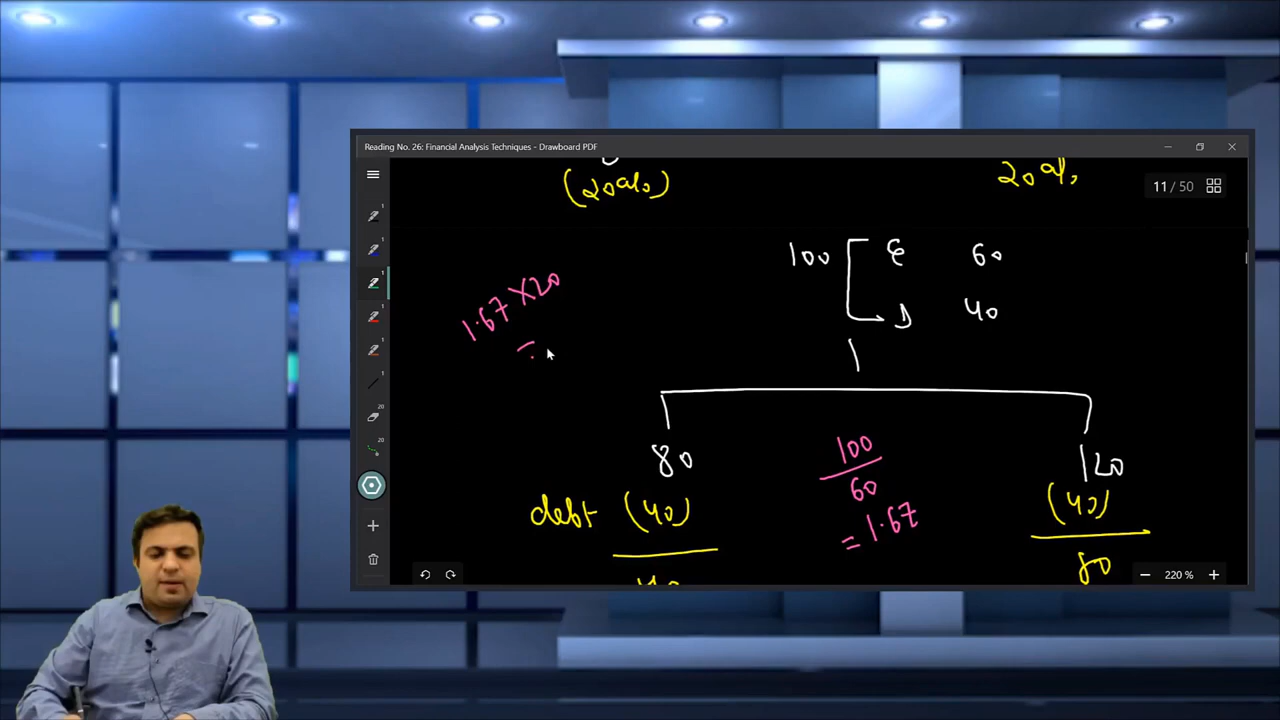 Reading No. 26: Financial Analysis Techniques - Drawboard PDF
11 / 50
(20%)
20%
100
E 60
D 40
1.67 X 20
=
80
120
100
60
= 1.67
debt (40)
(40)
80
220 %